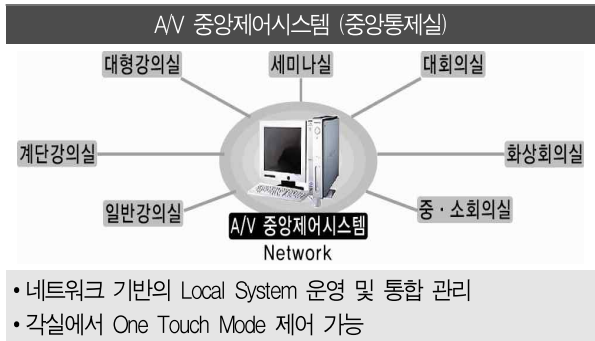 A/V 중앙제어시스템 (중앙통제실)
대형강의실
세미나실
대회의실
계단강의실
화상회의실
일반강의실
중 · 소회의실
A/V 중앙제어시스템
Network
• 네트워크 기반의 Local System 운영 및 통합 관리
• 각실에서 One Touch Mode 제어 가능